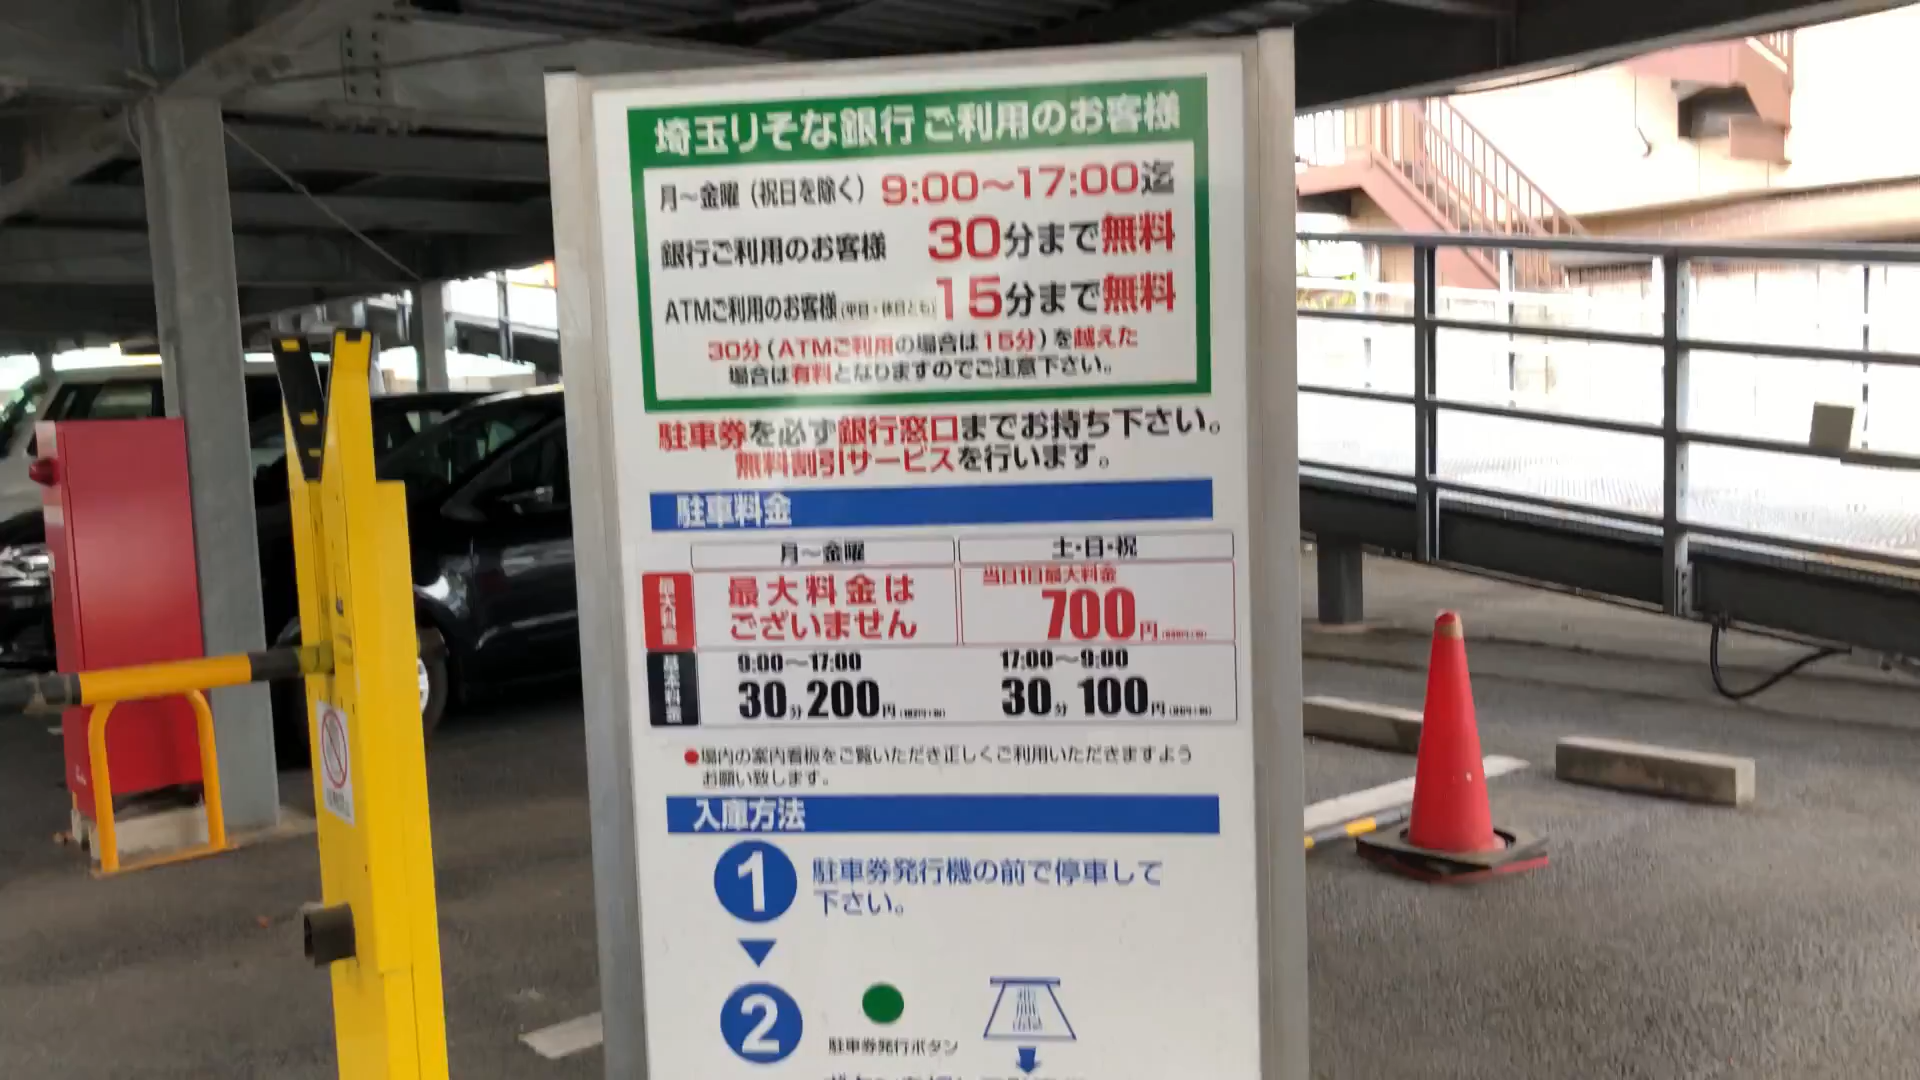 埼玉りそな銀行 ご利用のお客様
月～金曜（祝日を除く）9:00～17:00迄
銀行ご利用のお客様 30分まで無料
ATMご利用のお客様(平日・休日とも) 15分まで無料
30分（ATMご利用の場合は15分）を越えた
場合は有料となりますのでご注意下さい。
駐車券を必ず銀行窓口までお持ち下さい。
無料割引サービスを行います。
駐車料金
月～金曜 土・日・祝
最大料金 最大料金は
ございません
当日1日最大料金
700円
基本料金 9:00～17:00 17:00～9:00
30分200円 30分100円
●場内の案内看板をご覧いただき正しくご利用いただきますよう
お願い致します。
入庫方法
1 駐車券発行機の前で停車して
下さい。
2
駐車券発行ボタン